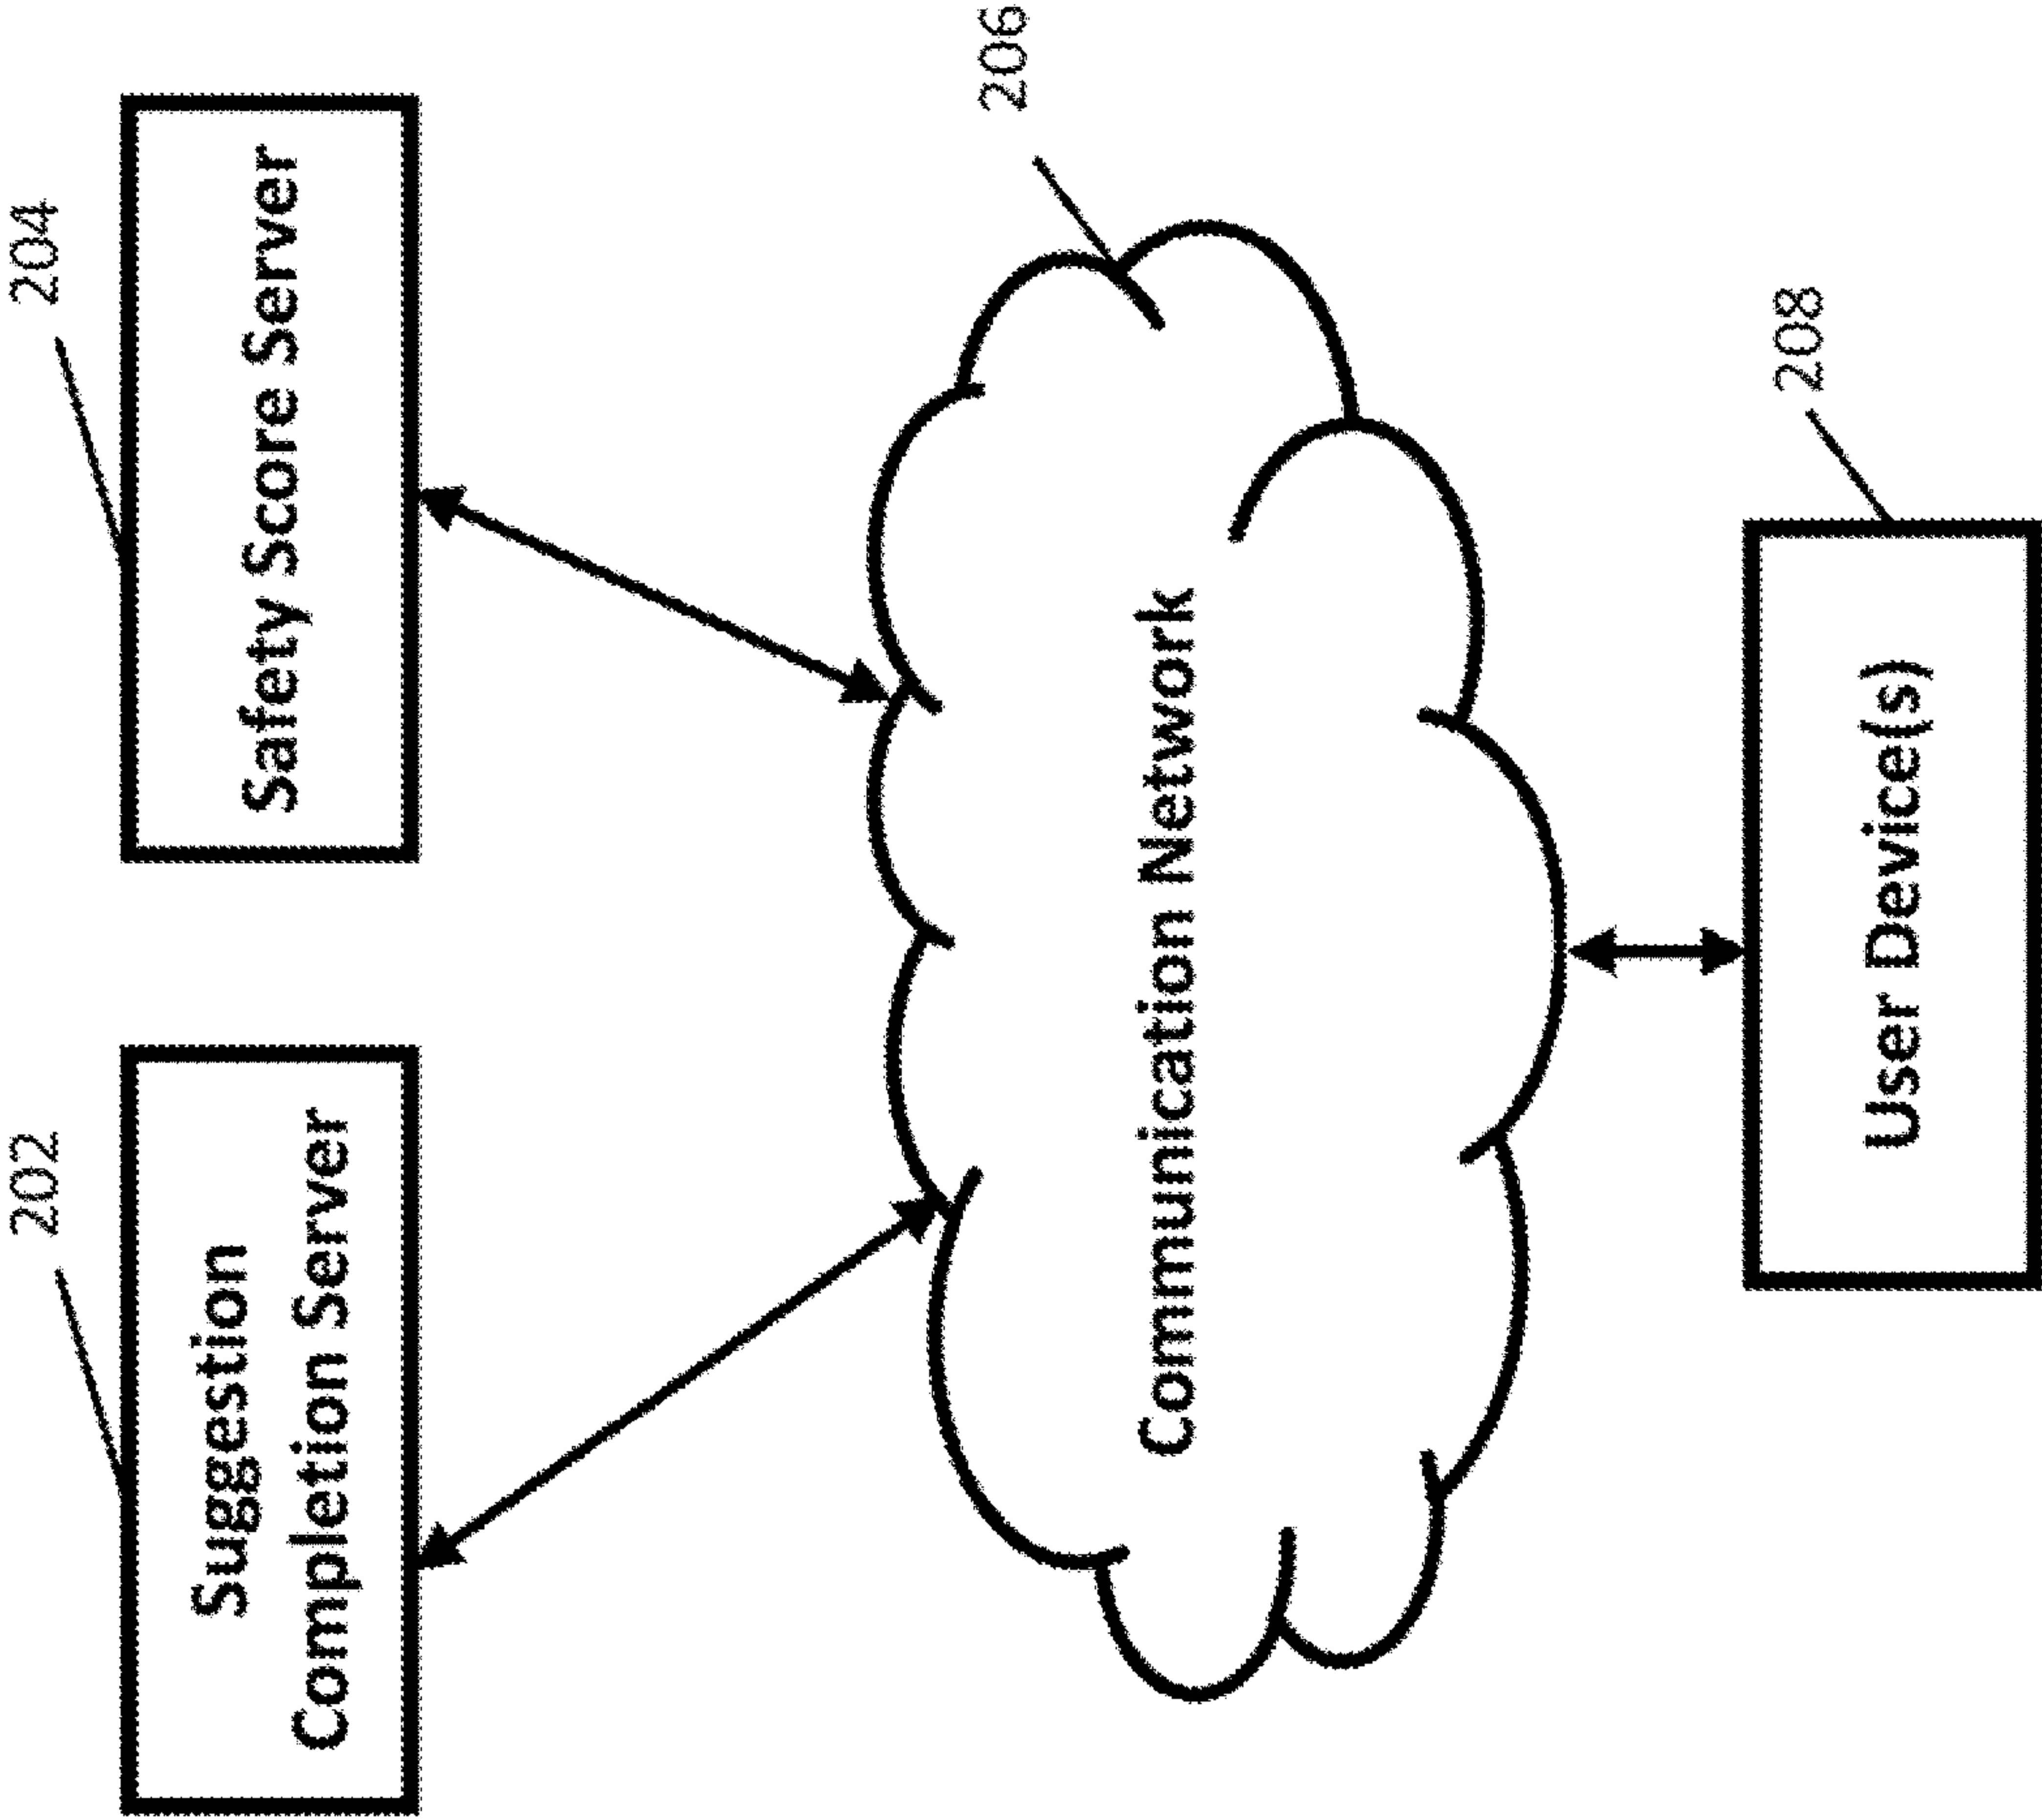 202
204
Suggestion
Completion Server
Safety Score Server
206
Communication Network
208
User Device(s)